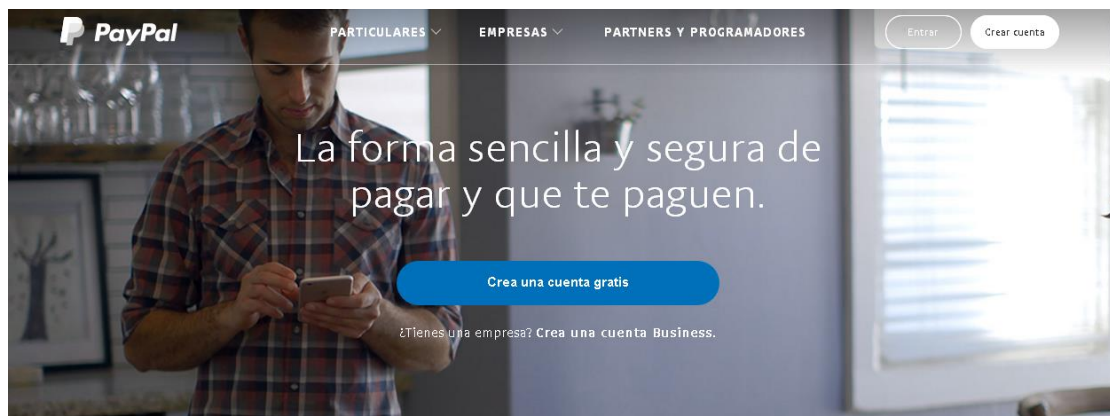 PayPal
PARTICULARES
EMPRESAS
PARTNERS Y PROGRAMADORES
Entrar
Crear cuenta
La forma sencilla y segura de
pagar y que te paguen.
Crea una cuenta gratis
¿Tienes una empresa? Crea una cuenta Business.